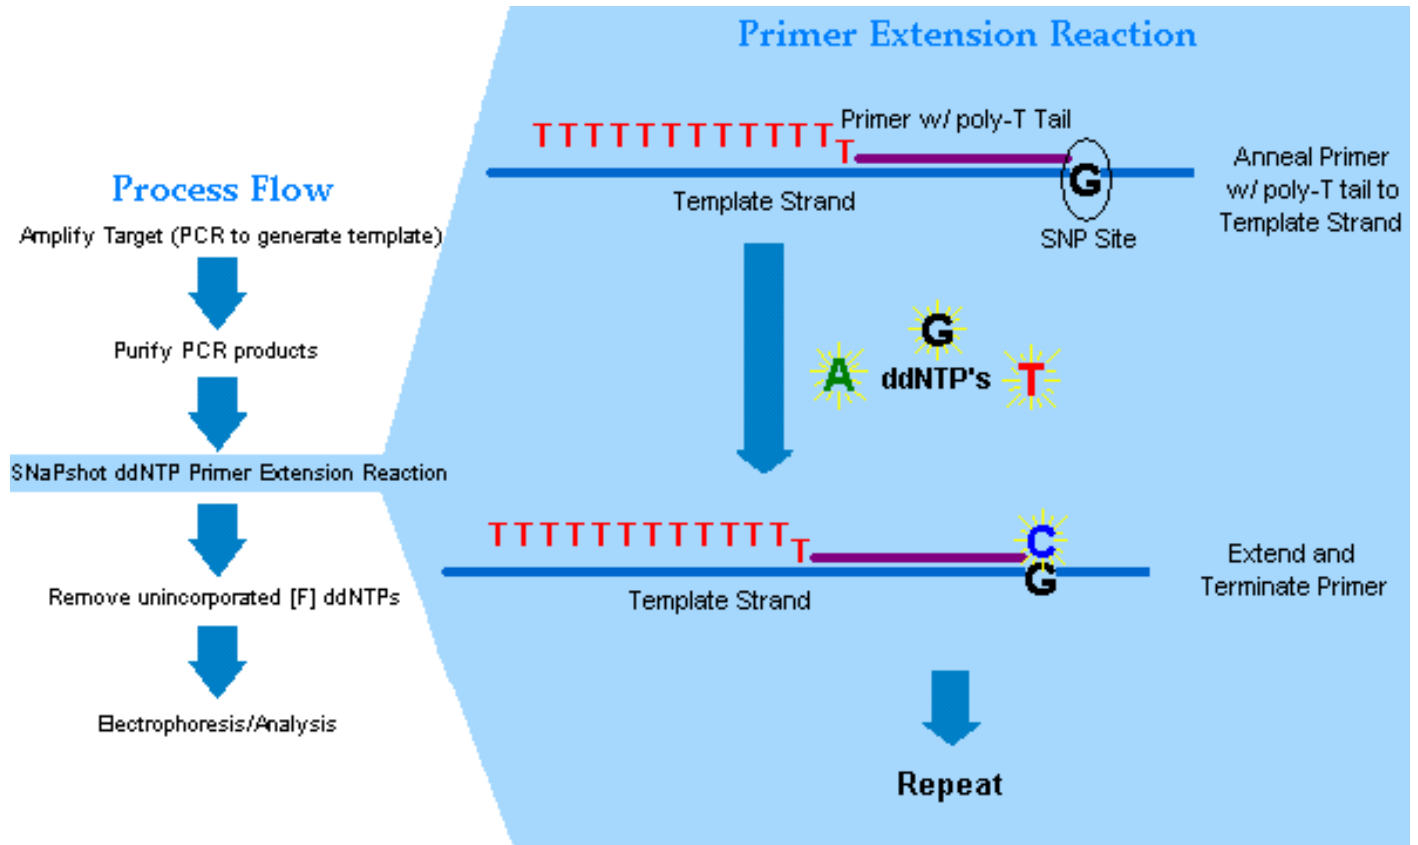 Process Flow
Amplify Target (PCR to generate template)
Purify PCR products
SNaPshot ddNTP Primer Extension Reaction
Remove unincorporated [F] ddNTPs
Electrophoresis/Analysis
Primer Extension Reaction
TTTTTTTTTTTT
T
Primer w/ poly-T Tail
G
Template Strand
SNP Site
Anneal Primer
w/ poly-T tail to
Template Strand
G
A ddNTP's T
TTTTTTTTTTTT
T
C
G
Template Strand
Extend and
Terminate Primer
Repeat